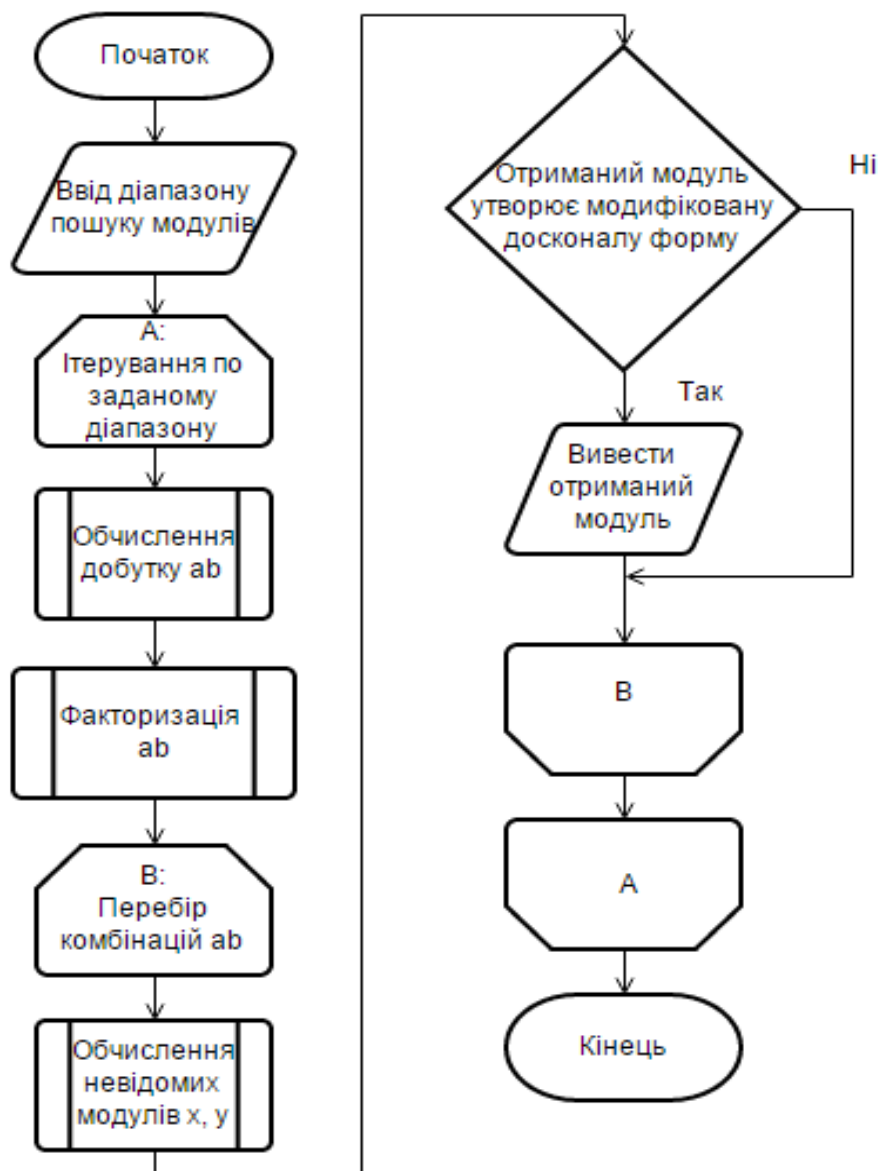 Початок
Ввід діапазону
пошуку модулів
А:
Ітерування по
заданому
діапазону
Обчислення
добутку ab
Факторизація
ab
В:
Перебір
комбінацій ab
Обчислення
невідомих
модулів x, y
Отриманий модуль
утворює модифіковану
досконалу форму
Ні
Так
Вивести
отриманий
модуль
В
А
Кінець